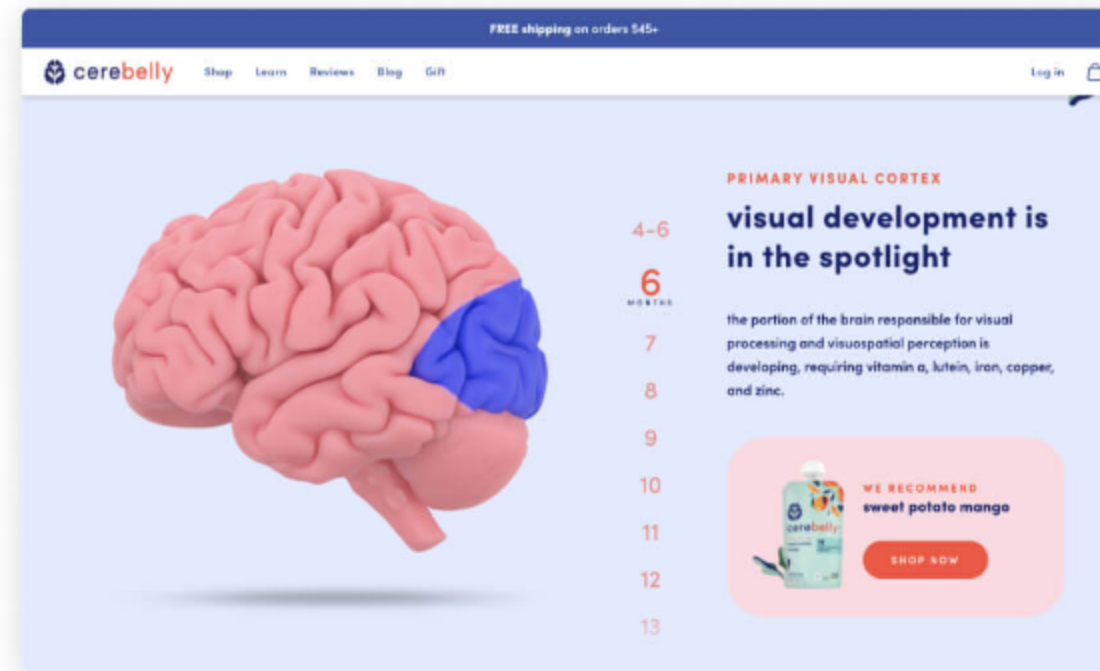 FREE shipping on orders $45+
cerebelly
Shop
Learn
Reviews
Blog
Gift
Log in
4-6
6
MONTHS
7
8
9
10
11
12
13
PRIMARY VISUAL CORTEX
visual development is
in the spotlight
the portion of the brain responsible for visual
processing and visuospatial perception is
developing, requiring vitamin a, lutein, iron, copper,
and zinc.
WE RECOMMEND
sweet potato mango
SHOP NOW
cerebelly